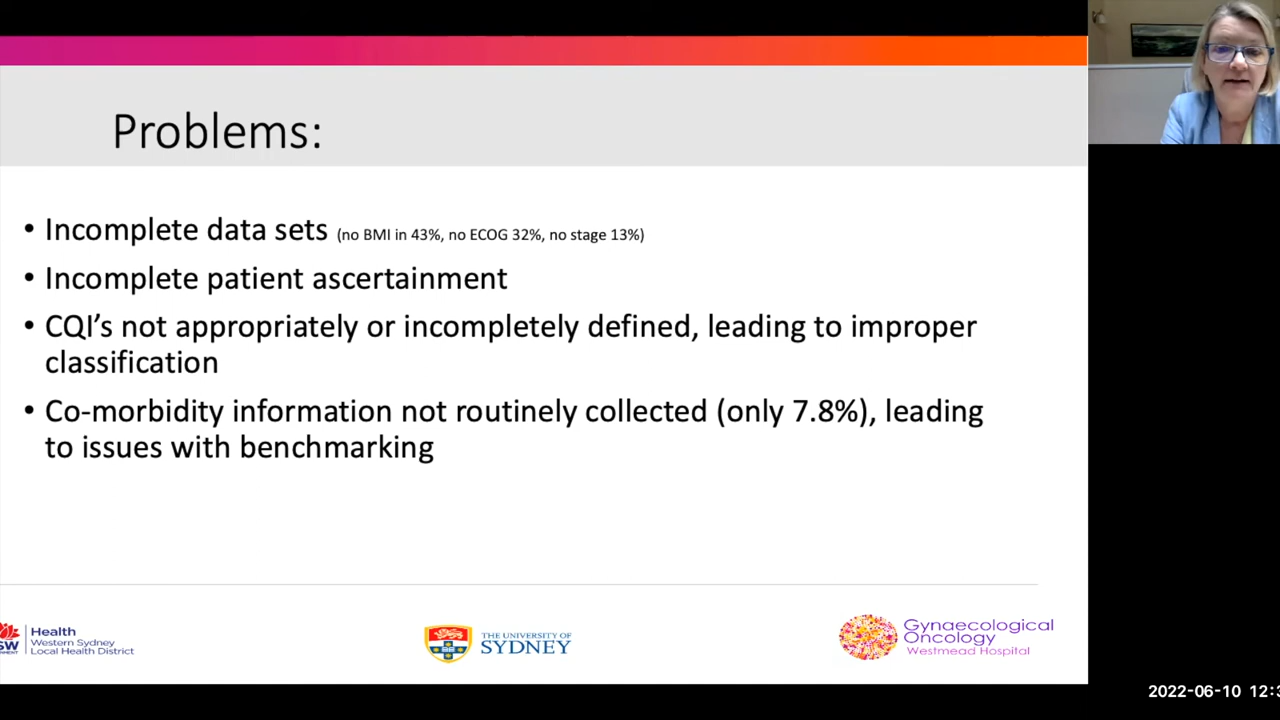 Problems:
• Incomplete data sets (no BMI in 43%, no ECOG 32%, no stage 13%)
• Incomplete patient ascertainment
• CQI’s not appropriately or incompletely defined, leading to improper
classification
• Co-morbidity information not routinely collected (only 7.8%), leading
to issues with benchmarking
SW
Health
Western Sydney
Local Health District
THE UNIVERSITY OF
SYDNEY
Gynaecological
Oncology
Westmead Hospital
2022-06-10 12:3